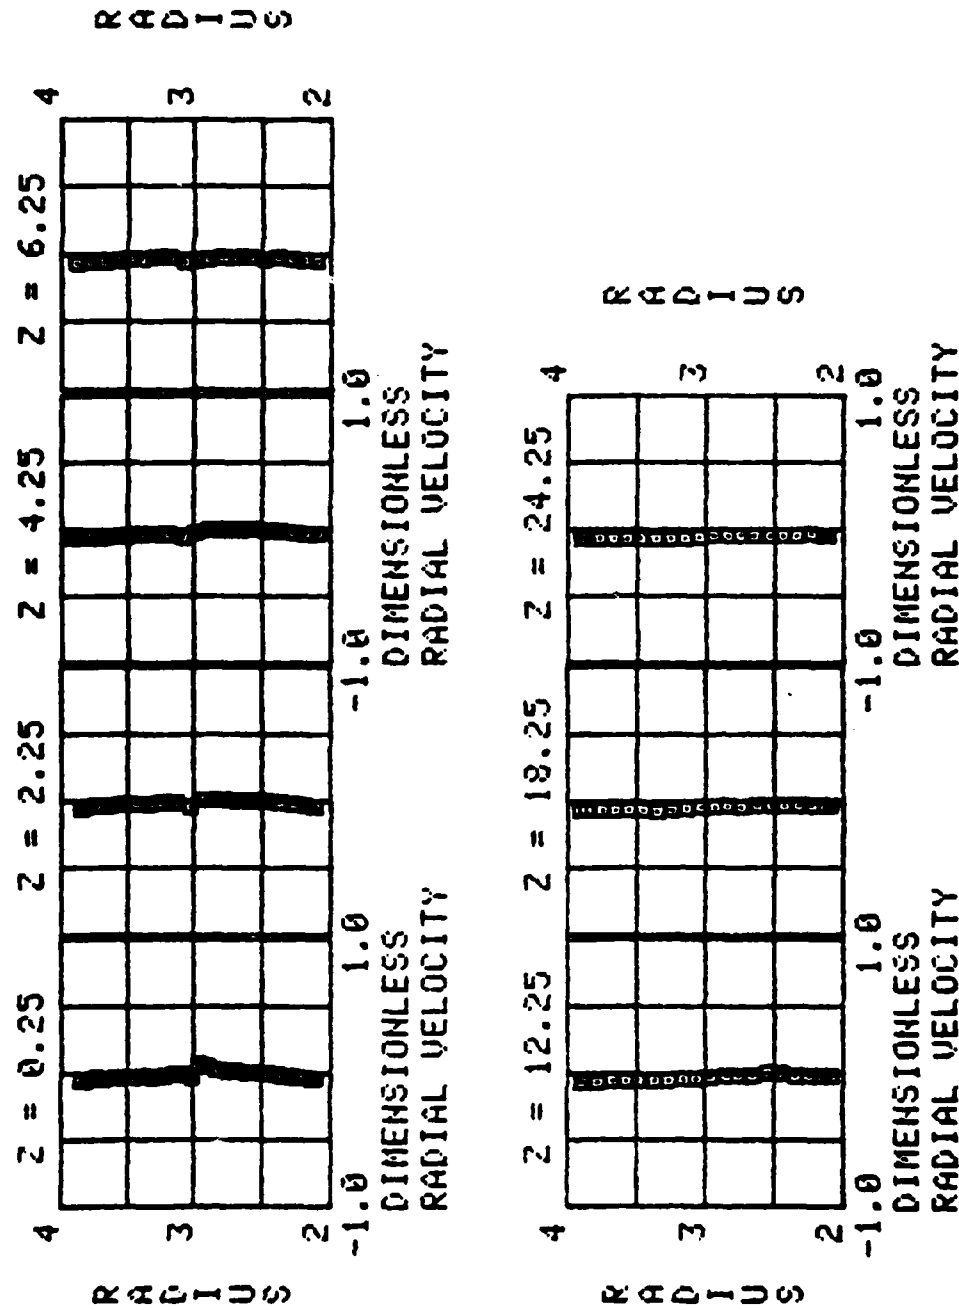 Z = 0.25 Z = 2.25 Z = 4.25 Z = 6.25
RADIUS
4
3
2
4
3
2
RADIUS
-1.0 1.0 -1.0 1.0
DIMENSIONLESS DIMENSIONLESS
RADIAL VELOCITY RADIAL VELOCITY
Z = 12.25 Z = 18.25 Z = 24.25
RADIUS
4
3
2
4
3
2
RADIUS
-1.0 1.0 -1.0 1.0
DIMENSIONLESS DIMENSIONLESS
RADIAL VELOCITY RADIAL VELOCITY